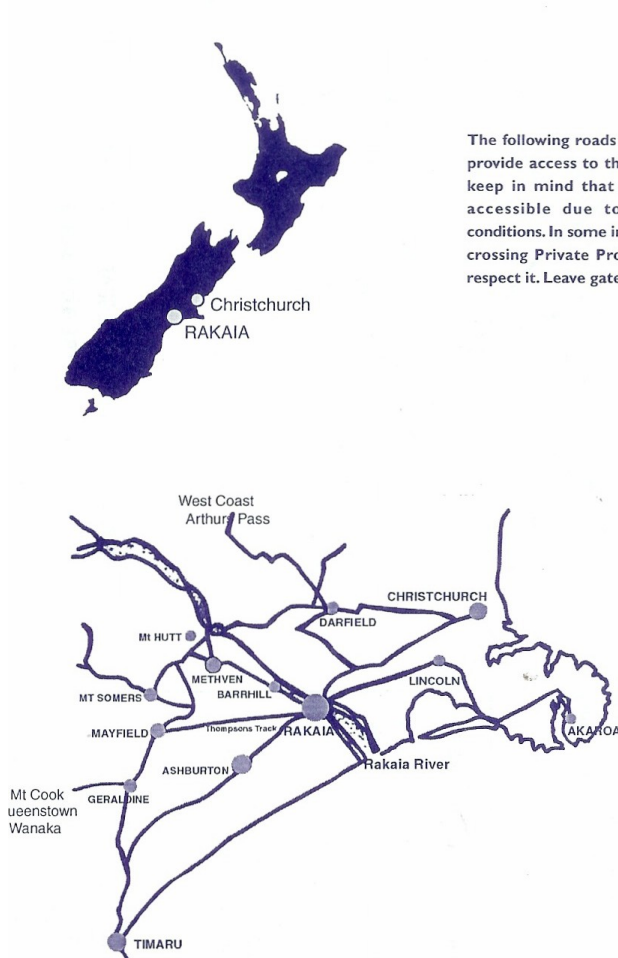 The following roads
provide access to th
keep in mind that
accessible due to
conditions. In some in
crossing Private Pro
respect it. Leave gate
Christchurch
RAKAIA
West Coast
Arthurs Pass
CHRISTCHURCH
DARFIELD
Mt HUTT
METHVEN
LINCOLN
MT SOMERS
BARRHILL
MAYFIELD
Thompsons Track
RAKAIA
AKAROA
Rakaia River
ASHBURTON
Mt Cook
ueenstown
Wanaka
GERALDINE
TIMARU